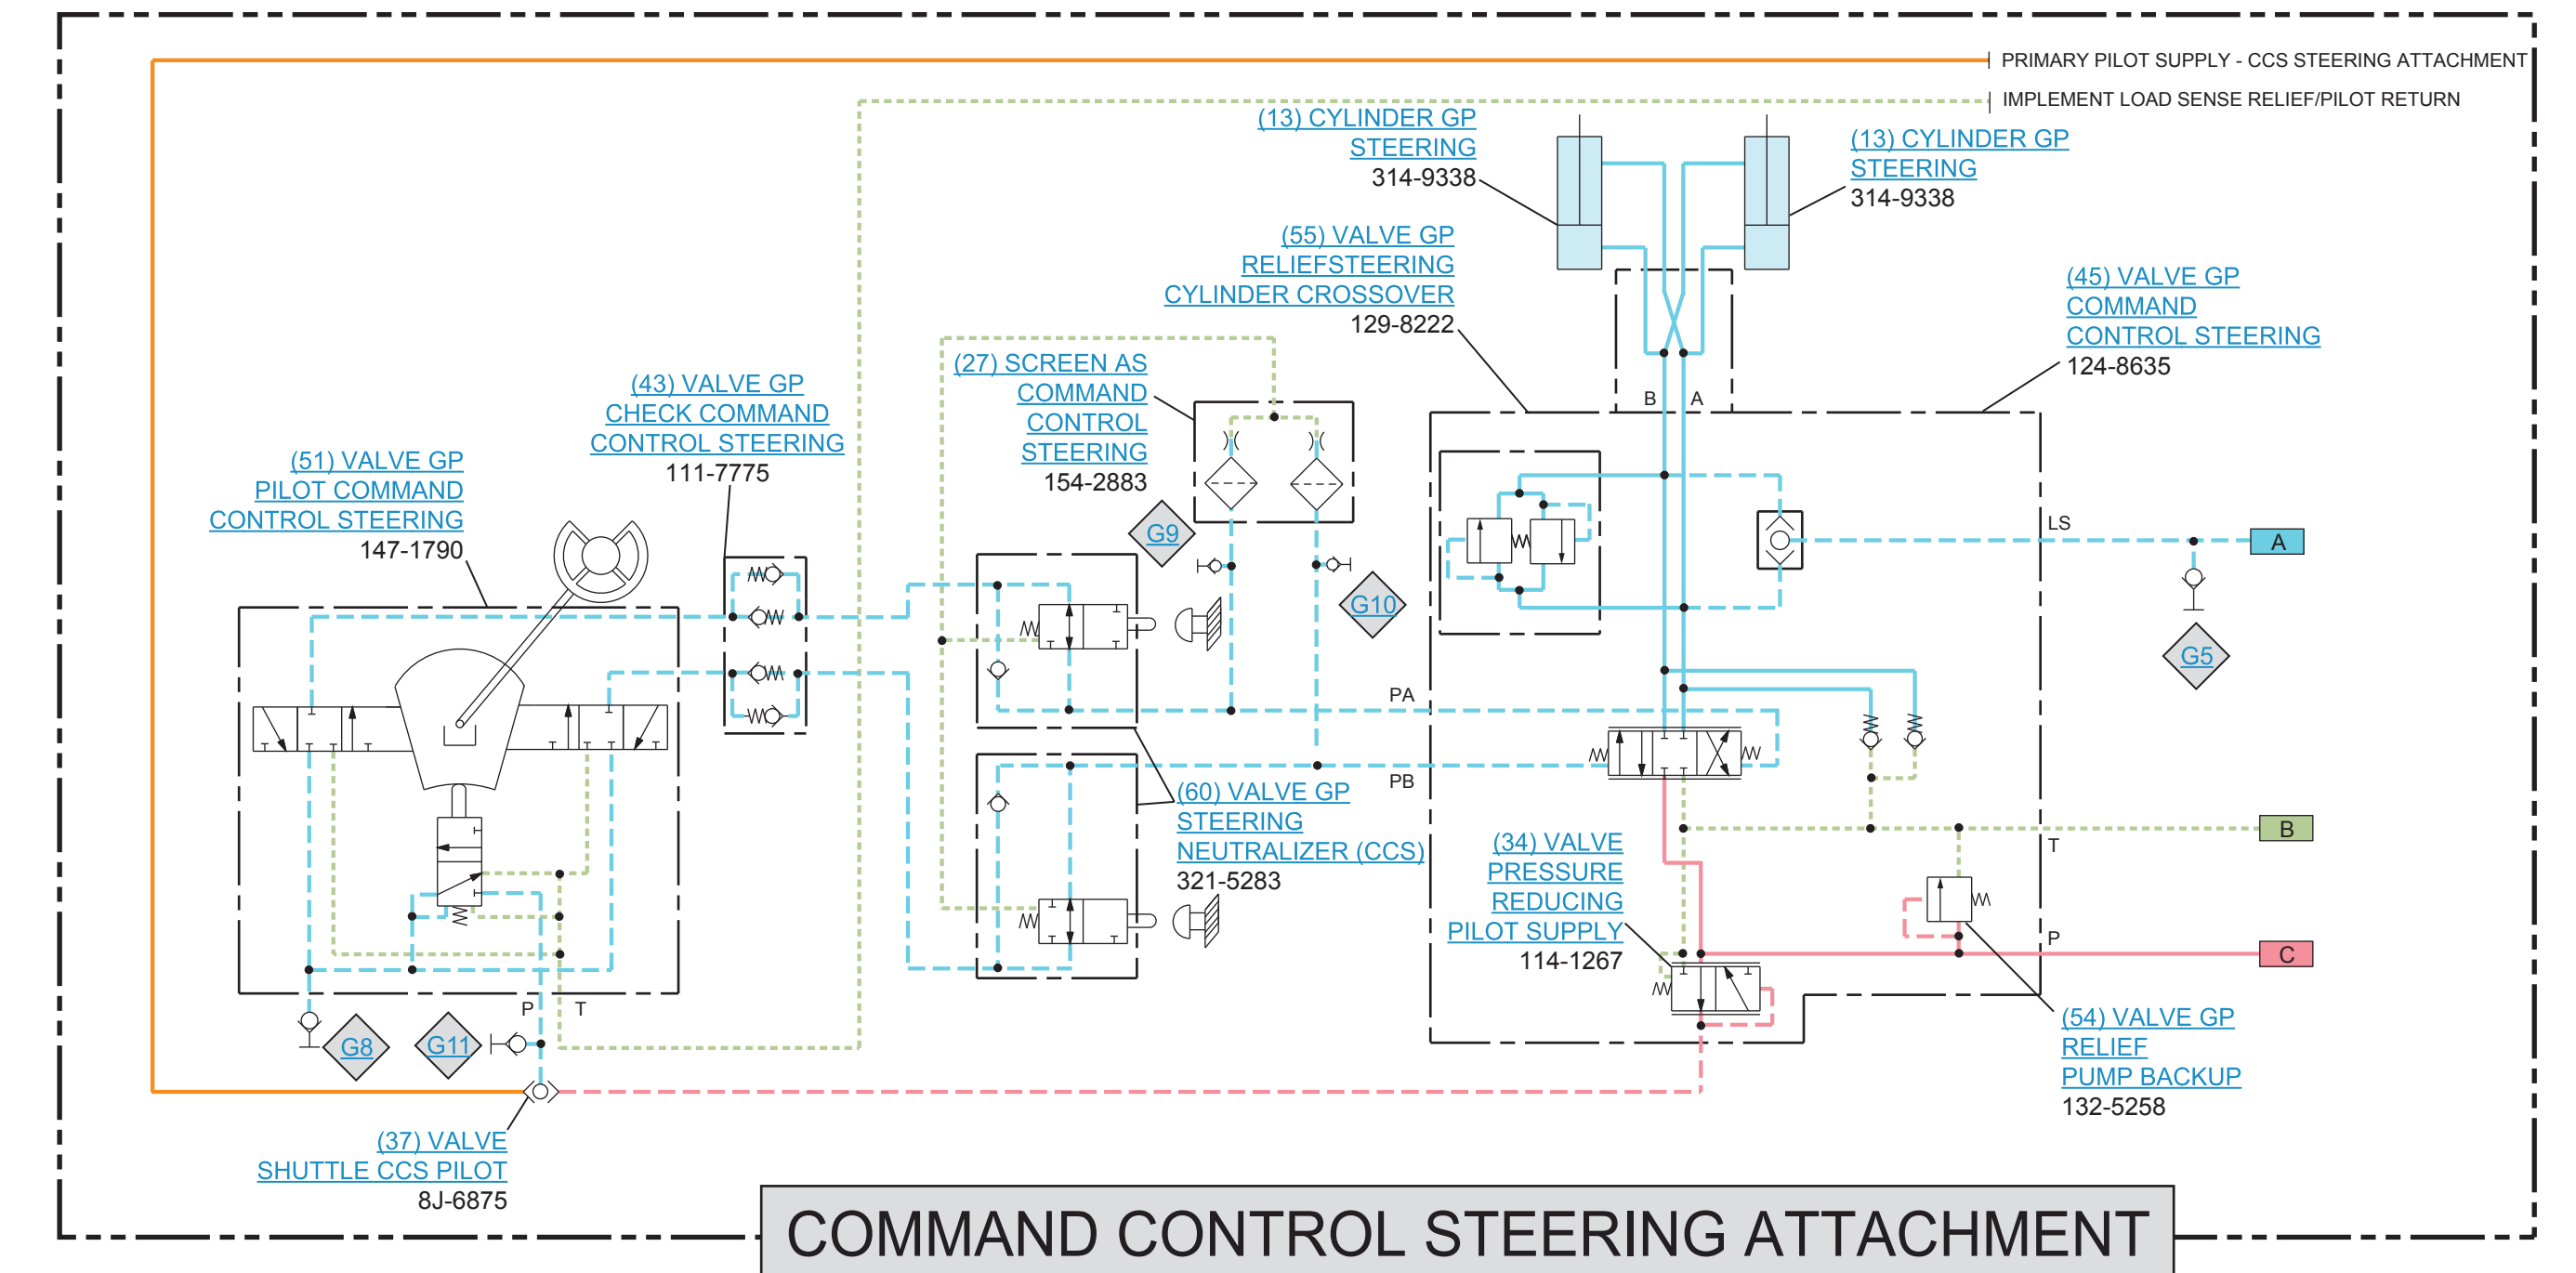 PRIMARY PILOT SUPPLY - CCS STEERING ATTACHMENT
IMPLEMENT LOAD SENSE RELIEF/PILOT RETURN
(13) CYLINDER GP
STEERING
314-9338
(13) CYLINDER GP
STEERING
314-9338
(55) VALVE GP
RELIEFSTEERING
CYLINDER CROSSOVER
129-8222
(45) VALVE GP
COMMAND
CONTROL STEERING
124-8635
(27) SCREEN AS
COMMAND
CONTROL
STEERING
154-2883
(43) VALVE GP
CHECK COMMAND
CONTROL STEERING
111-7775
(51) VALVE GP
PILOT COMMAND
CONTROL STEERING
147-1790
B
A
G9
G10
LS
A
G5
PA
PB
(60) VALVE GP
STEERING
NEUTRALIZER (CCS)
321-5283
(34) VALVE
PRESSURE
REDUCING
PILOT SUPPLY
114-1267
B
T
P
C
P
T
G8
G11
(54) VALVE GP
RELIEF
PUMP BACKUP
132-5258
(37) VALVE
SHUTTLE CCS PILOT
8J-6875
COMMAND CONTROL STEERING ATTACHMENT